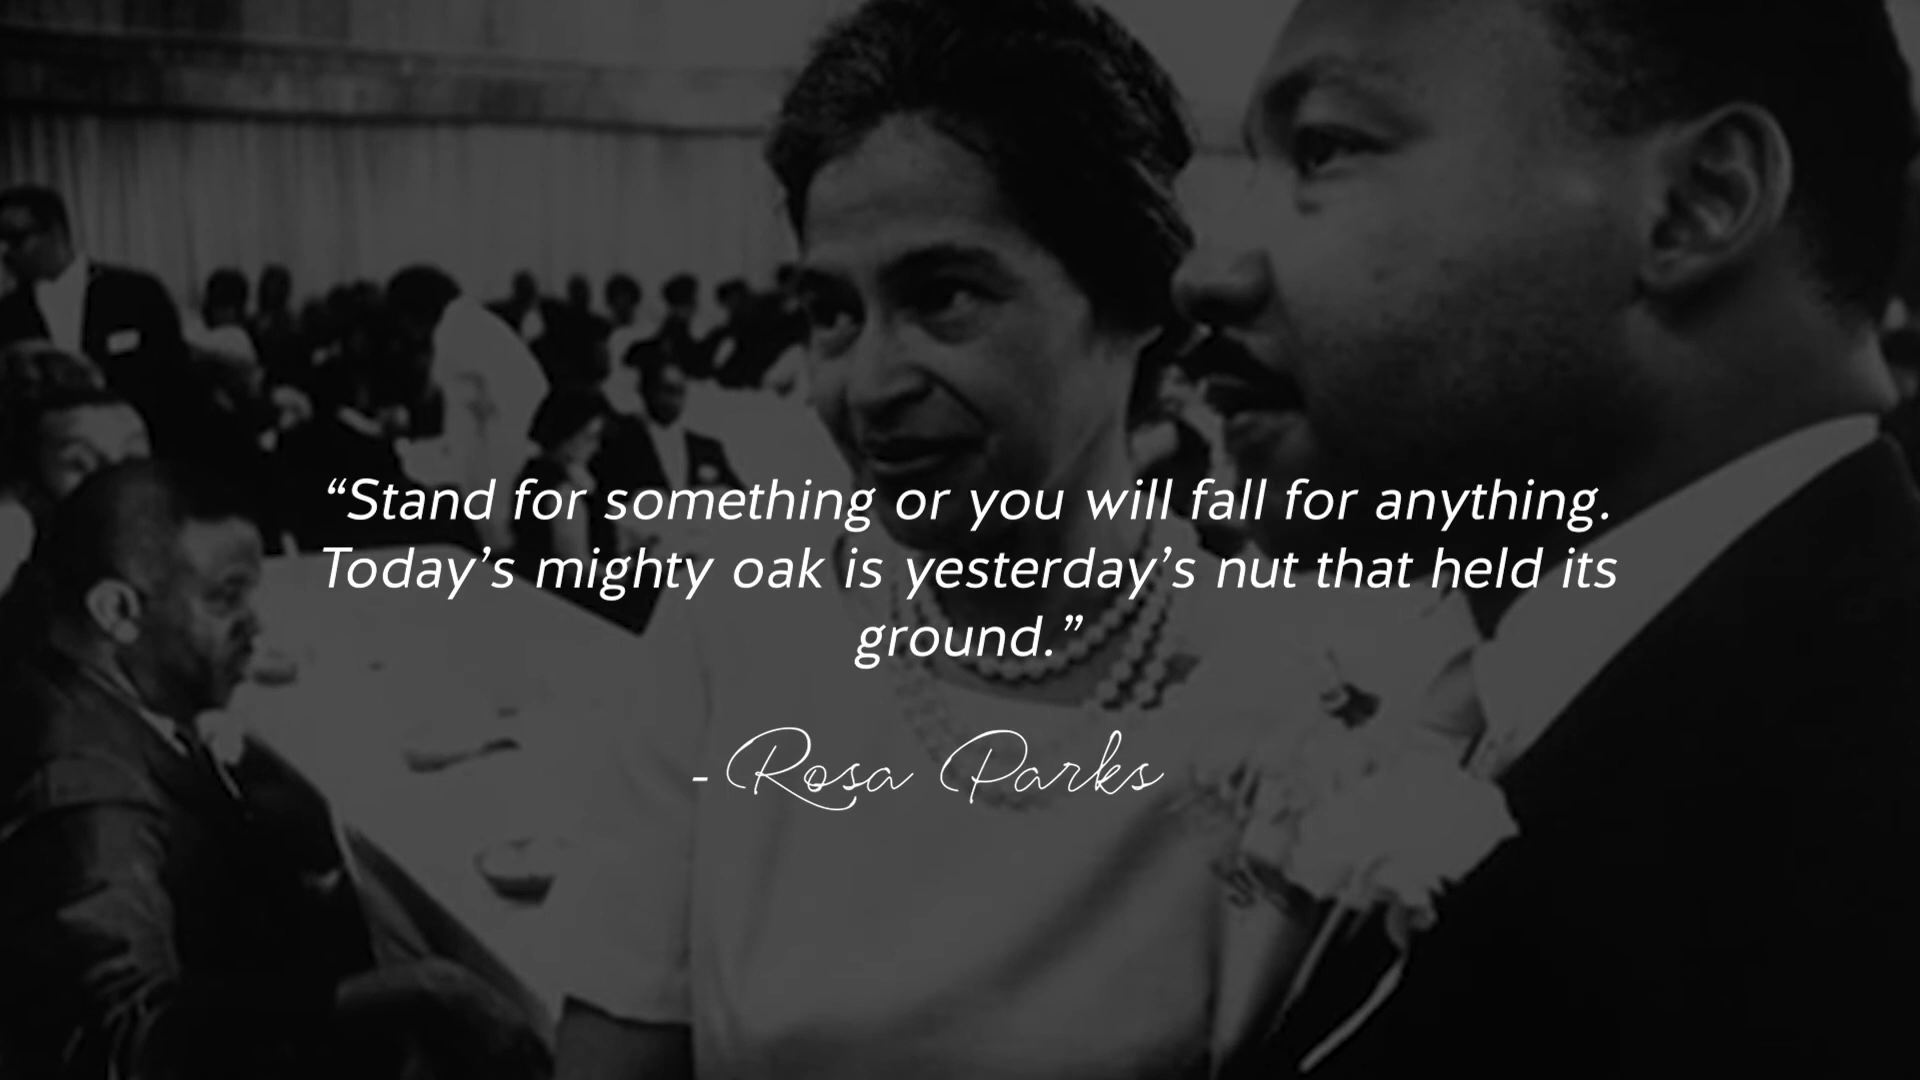 “Stand for something or you will fall for anything.
Today’s mighty oak is yesterday’s nut that held its
ground.”
- Rosa Parks